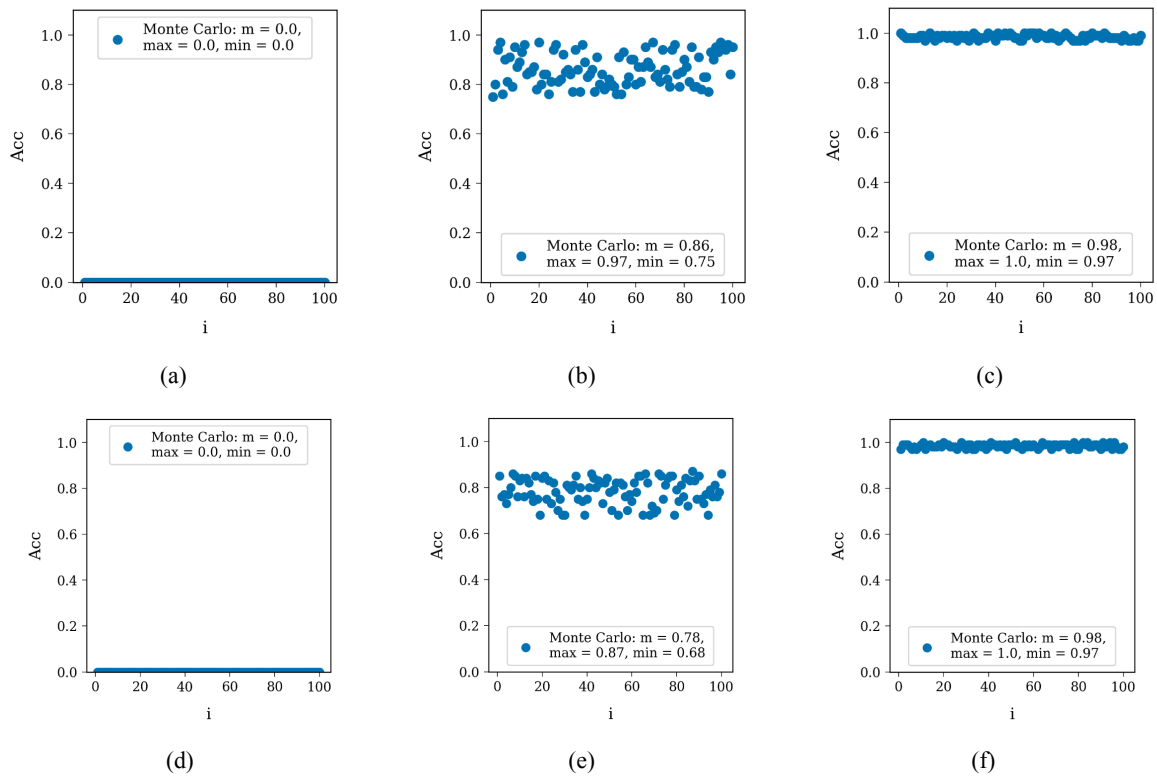 Monte Carlo: m = 0.0,
max = 0.0, min = 0.0
1.0
0.8
0.6
0.4
0.2
0.0
Acc
0 20 40 60 80 100
i
(a)
1.0
0.8
0.6
0.4
0.2
0.0
Acc
Monte Carlo: m = 0.86,
max = 0.97, min = 0.75
0 20 40 60 80 100
i
(b)
1.0
0.8
0.6
0.4
0.2
0.0
Acc
Monte Carlo: m = 0.98,
max = 1.0, min = 0.97
0 20 40 60 80 100
i
(c)
Monte Carlo: m = 0.0,
max = 0.0, min = 0.0
1.0
0.8
0.6
0.4
0.2
0.0
Acc
0 20 40 60 80 100
i
(d)
1.0
0.8
0.6
0.4
0.2
0.0
Acc
Monte Carlo: m = 0.78,
max = 0.87, min = 0.68
0 20 40 60 80 100
i
(e)
1.0
0.8
0.6
0.4
0.2
0.0
Acc
Monte Carlo: m = 0.98,
max = 1.0, min = 0.97
0 20 40 60 80 100
i
(f)